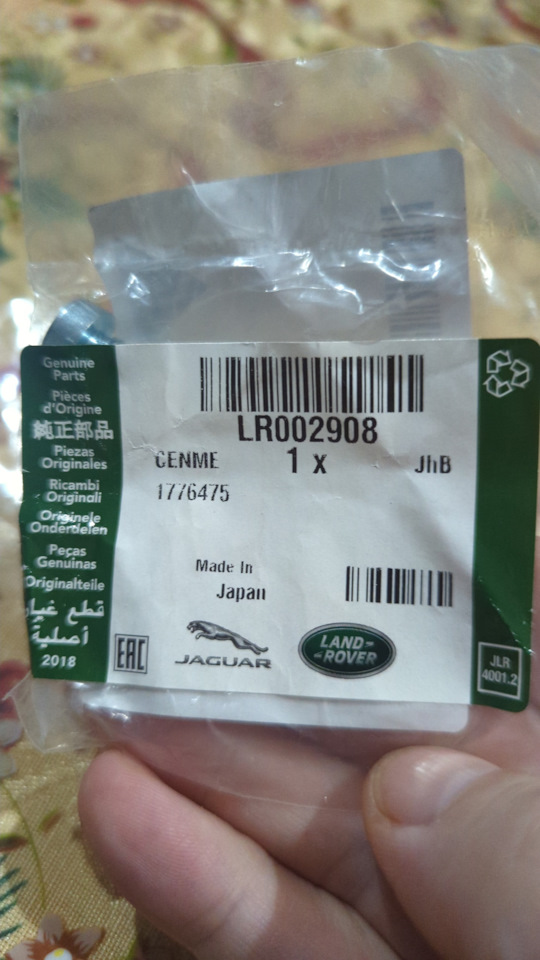 Genuine
Parts
Pièces
d'Origine
純正部品
Piezas
Originales
Ricambi
Originali
Originele
Onderdelen
Peças
Genuinas
Originalteile
قطع غيار
أصلية
2018
LR002908
CENME 1 x JhB
1776475
Made In
Japan
EAC
JAGUAR
LAND-
-ROVER
JLR
4001.2